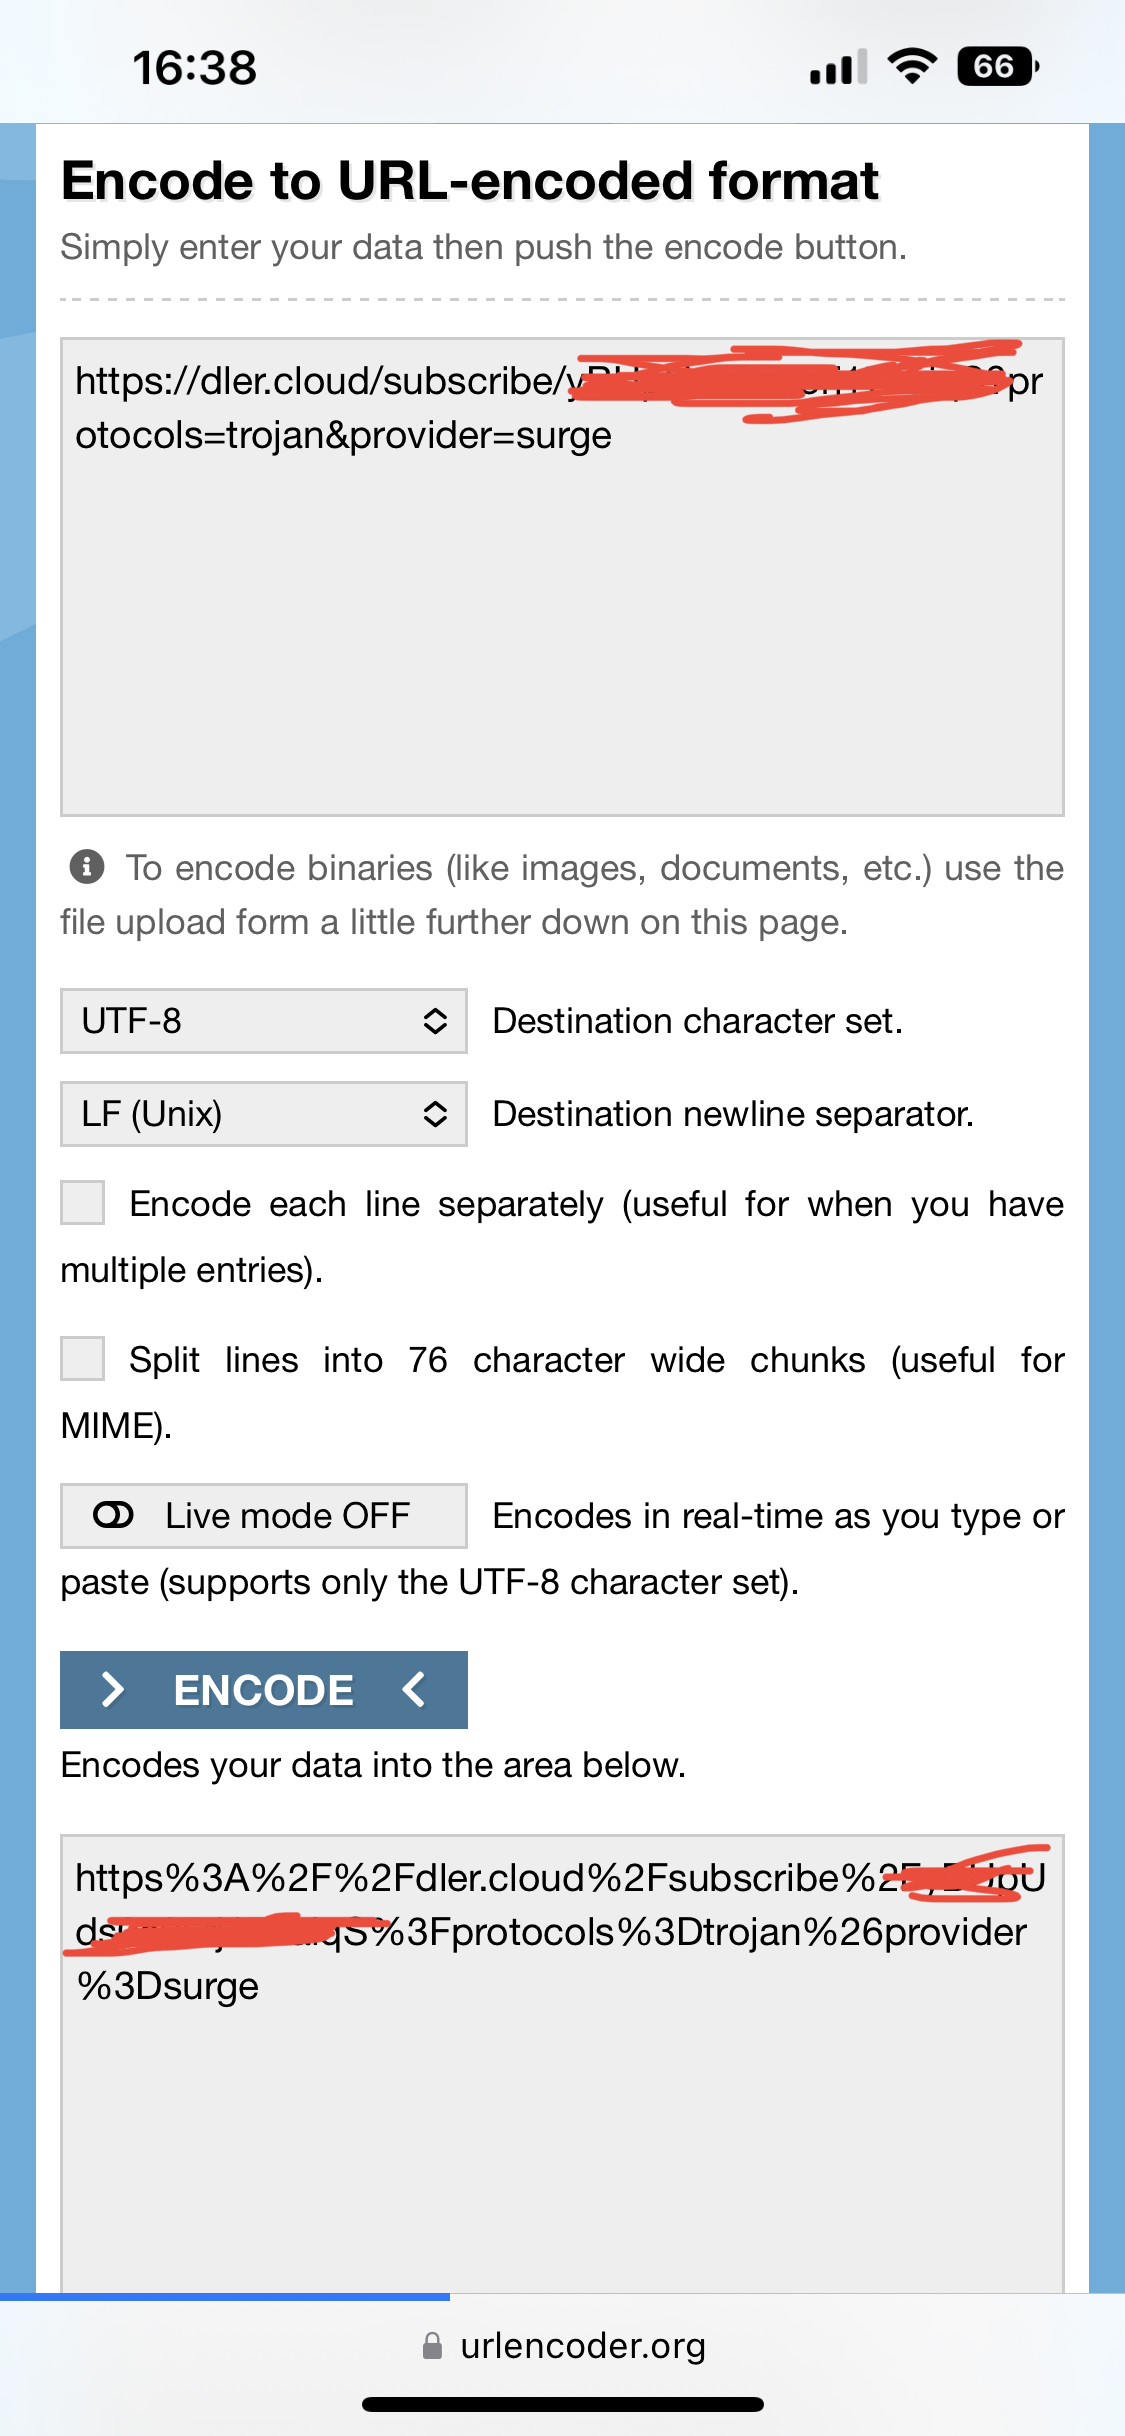 16:38
66
Encode to URL-encoded format
Simply enter your data then push the encode button.
https://dler.cloud/subscribe/
pr
otocols=trojan&provider=surge
To encode binaries (like images, documents, etc.) use the
file upload form a little further down on this page.
UTF-8
Destination character set.
LF (Unix)
Destination newline separator.
Encode each line separately (useful for when you have
multiple entries).
Split lines into 76 character wide chunks (useful for
MIME).
Live mode OFF
Encodes in real-time as you type or
paste (supports only the UTF-8 character set).
> ENCODE <
Encodes your data into the area below.
https%3A%2F%2Fdler.cloud%2Fsubscribe%2
%3Fprotocols%3Dtrojan%26provider
%3Dsurge
urlencoder.org